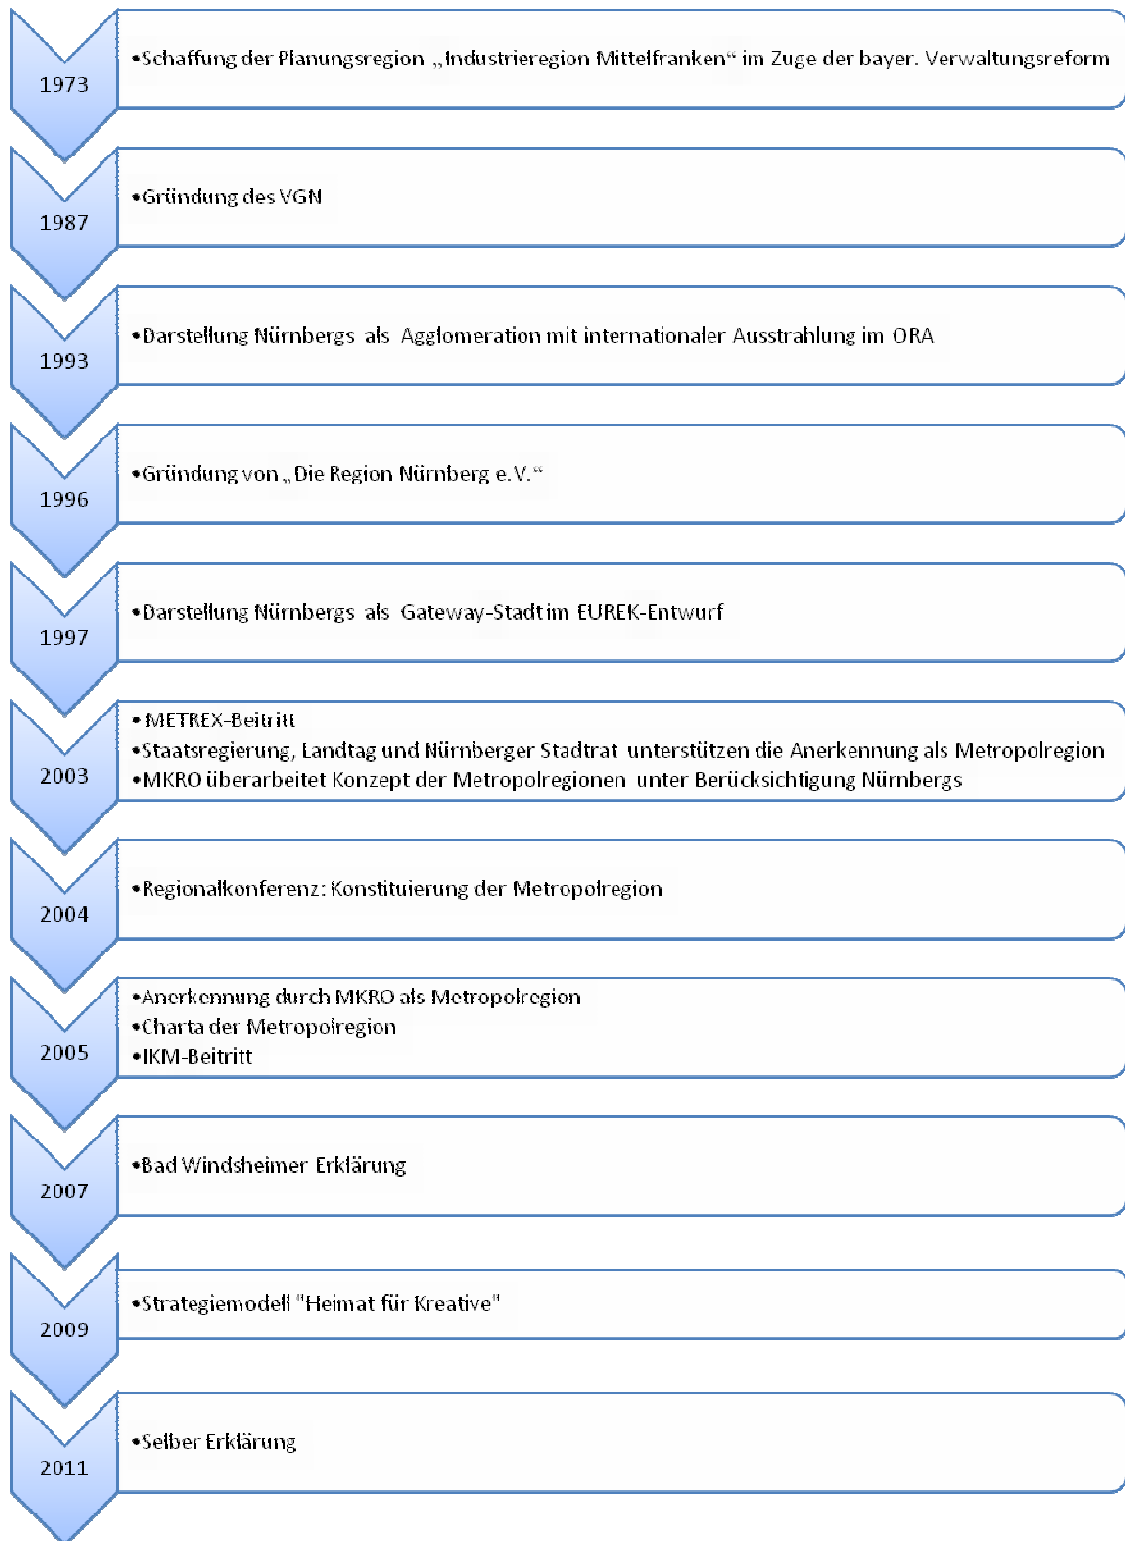 1973
•Schaffung der Planungsregion „Industrieregion Mittelfranken“ im Zuge der bayer. Verwaltungsreform
1987
•Gründung des VGN
1993
•Darstellung Nürnbergs als Agglomeration mit internationaler Ausstrahlung im ORA
1996
•Gründung von „Die Region Nürnberg e.V.“
1997
•Darstellung Nürnbergs als Gateway-Stadt im EUREK-Entwurf
2003
•METREX-Beitritt
•Staatsregierung, Landtag und Nürnberger Stadtrat unterstützen die Anerkennung als Metropolregion
•MKRO überarbeitet Konzept der Metropolregionen unter Berücksichtigung Nürnbergs
2004
•Regionalkonferenz: Konstituierung der Metropolregion
2005
•Anerkennung durch MKRO als Metropolregion
•Charta der Metropolregion
•IKM-Beitritt
2007
•Bad Windsheimer Erklärung
2009
•Strategiemodell "Heimat für Kreative"
2011
•Selber Erklärung